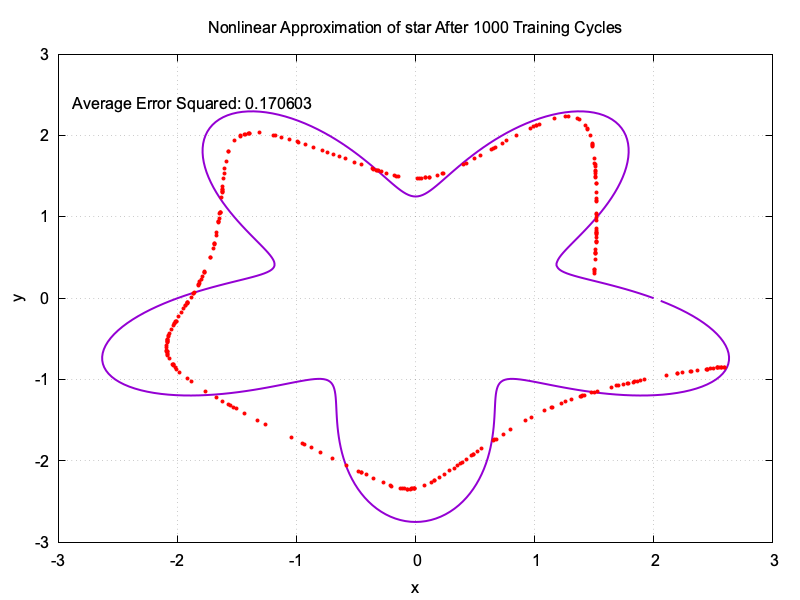 Nonlinear Approximation of star After 1000 Training Cycles
Average Error Squared: 0.170603
3
2
1
0
-1
-2
-3
y
-3 -2 -1 0 1 2 3
x